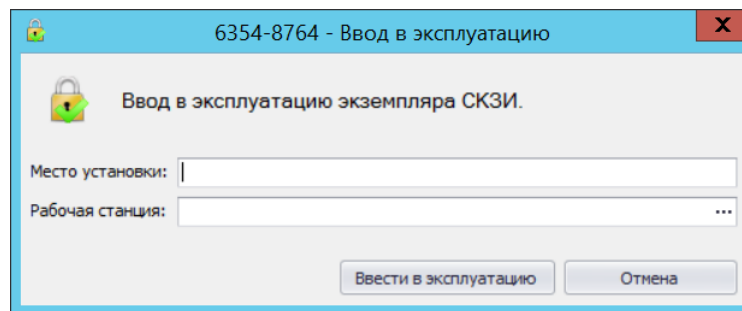 6354-8764 - Ввод в эксплуатацию
Ввод в эксплуатацию экземпляра СКЗИ.
Место установки:
Рабочая станция:
Ввести в эксплуатацию Отмена